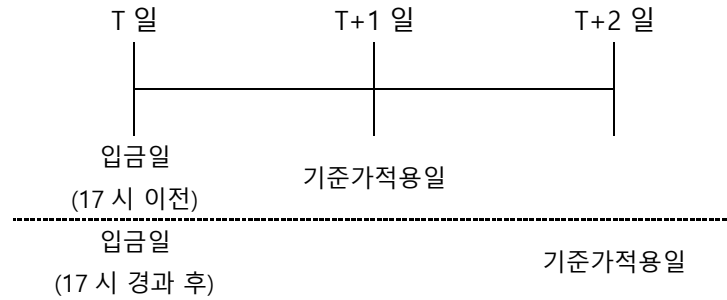 T 일 T+1 일 T+2 일
입금일
(17 시 이전)
기준가적용일
입금일
(17 시 경과 후)
기준가적용일